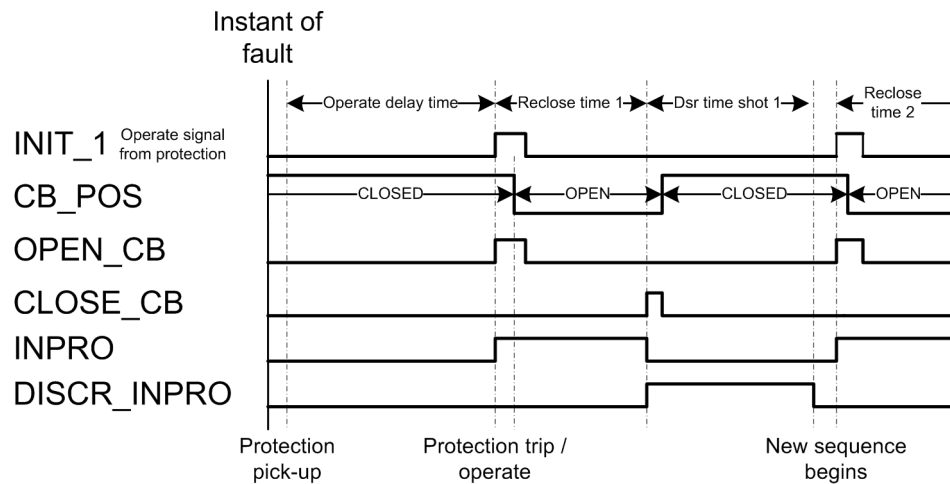 Instant of
fault
Operate delay time
Reclose time 1
Dsr time shot 1
Reclose
time 2
INIT_1
Operate signal
from protection
CB_POS
CLOSED
OPEN
CLOSED
OPEN
OPEN_CB
CLOSE_CB
INPRO
DISCR_INPRO
Protection
pick-up
Protection trip /
operate
New sequence
begins